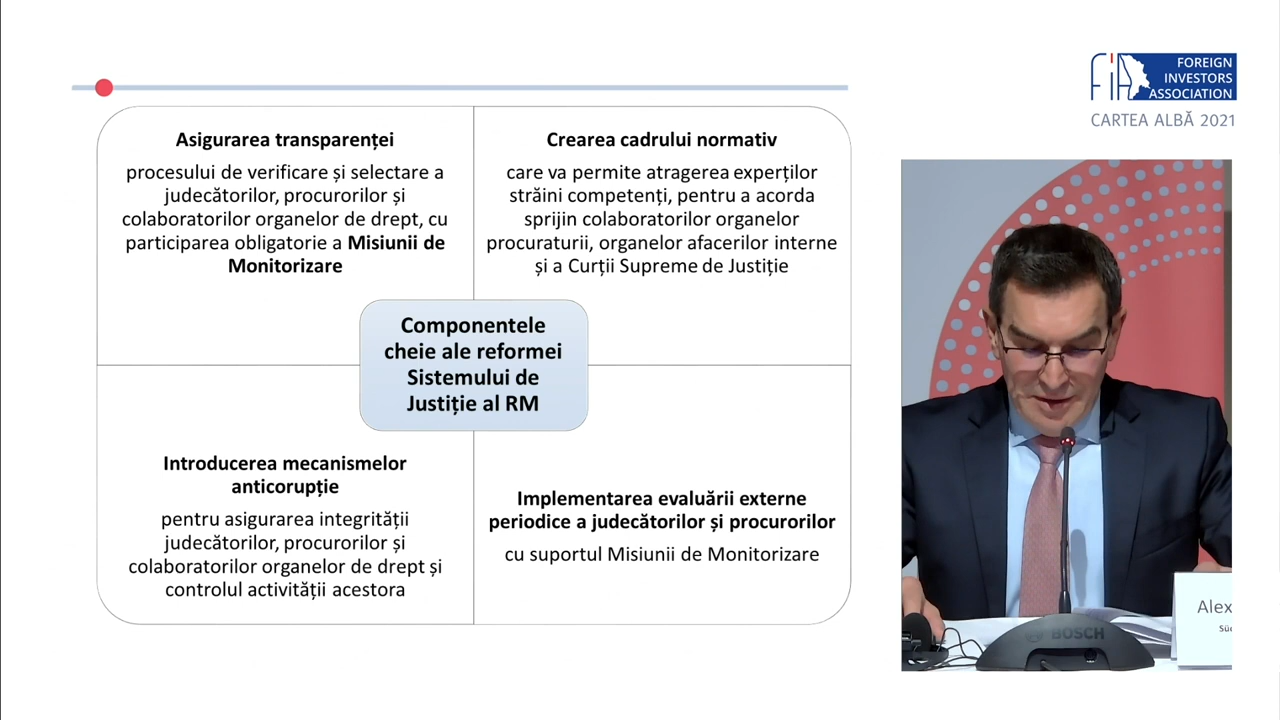 FIA
FOREIGN
INVESTORS
ASSOCIATION
CARTEA ALBĂ 2021
Asigurarea transparenței
procesului de verificare și selectare a
judecătorilor, procurorilor și
colaboratorilor organelor de drept, cu
participarea obligatorie a Misiunii de
Monitorizare
Crearea cadrului normativ
care va permite atragerea experților
străini competenți, pentru a acorda
sprijin colaboratorilor organelor
procuraturii, organelor afacerilor interne
și a Curții Supreme de Justiție
Componentele
cheie ale reformei
Sistemului de
Justiție al RM
Introducerea mecanismelor
anticorupție
pentru asigurarea integrității
judecătorilor, procurorilor și
colaboratorilor organelor de drept și
controlul activității acestora
Implementarea evaluării externe
periodice a judecătorilor și procurorilor
cu suportul Misiunii de Monitorizare
BOSCH
Alex
Süd